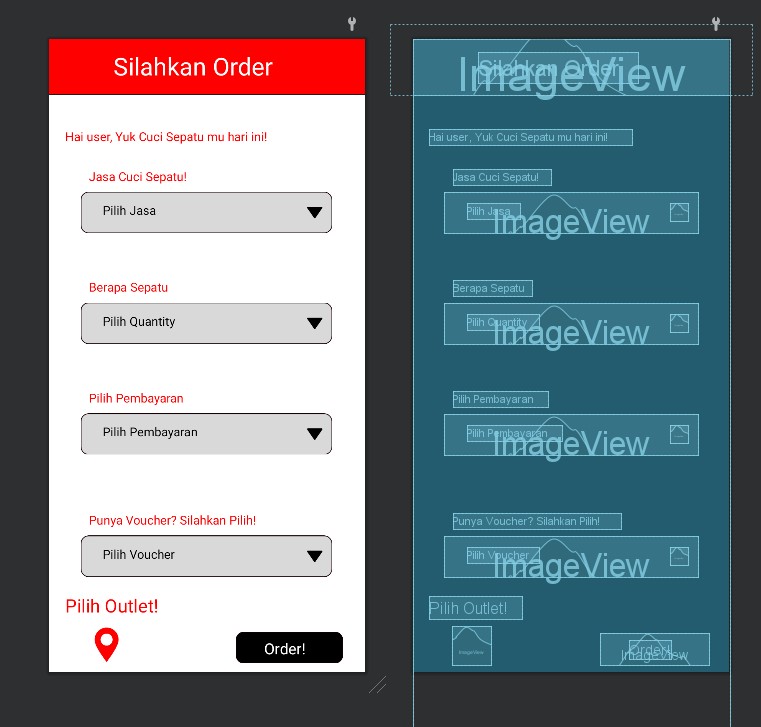 Silahkan Order
Hai user, Yuk Cuci Sepatu mu hari ini!
Jasa Cuci Sepatu!
Pilih Jasa
Berapa Sepatu
Pilih Quantity
Pilih Pembayaran
Pilih Pembayaran
Punya Voucher? Silahkan Pilih!
Pilih Voucher
Pilih Outlet!
Order!
Silahkan Order
ImageView
Hai user, Yuk Cuci Sepatu mu hari ini!
Jasa Cuci Sepatu!
Pilih Jasa
ImageView
Berapa Sepatu
Pilih Quantity
ImageView
Pilih Pembayaran
Pilih Pembayaran
ImageView
Punya Voucher? Silahkan Pilih!
Pilih Voucher
ImageView
Pilih Outlet!
ImageView
Order!
ImageView